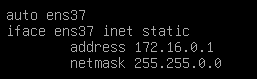 auto ens37
iface ens37 inet static
address 172.16.0.1
netmask 255.255.0.0